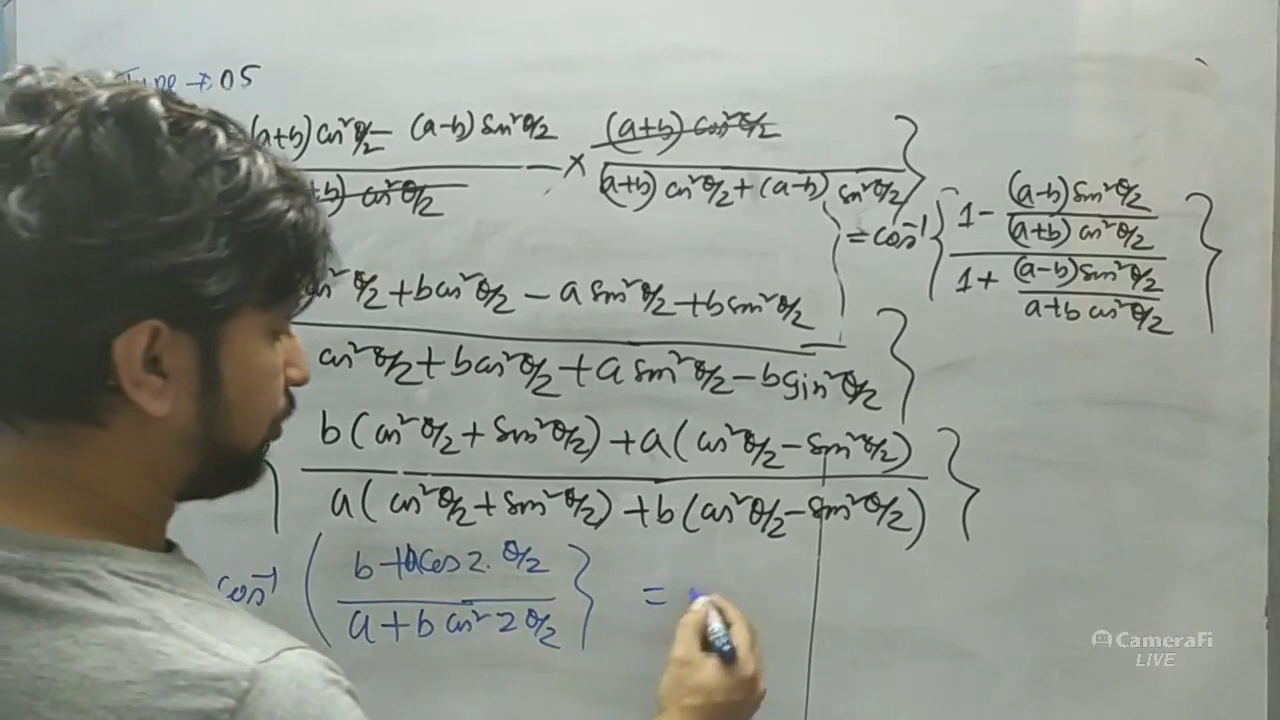 Type → 05
(a+b) cos²θ/2 - (a-b) sin²θ/2 × (a+b) cos²θ/2 }
+b) cos²θ/2 (a+b) cos²θ/2 + (a-b) sin²θ/2
= cos⁻¹ { 1 - (a-b) sin²θ/2 / (a+b) cos²θ/2 }
1 + (a-b) sin²θ/2 / a+b cos²θ/2
cos²θ/2 + b cos²θ/2 - a sin²θ/2 + b sin²θ/2
cos²θ/2 + b cos²θ/2 + a sin²θ/2 - b sin²θ/2 }
b (cos²θ/2 + sin²θ/2) + a (cos²θ/2 - sin²θ/2) }
a (cos²θ/2 + sin²θ/2) + b (cos²θ/2 - sin²θ/2)
cos⁻¹ { b + a cos 2. θ/2 } =
a + b cos² 2 θ/2
CameraFi
LIVE